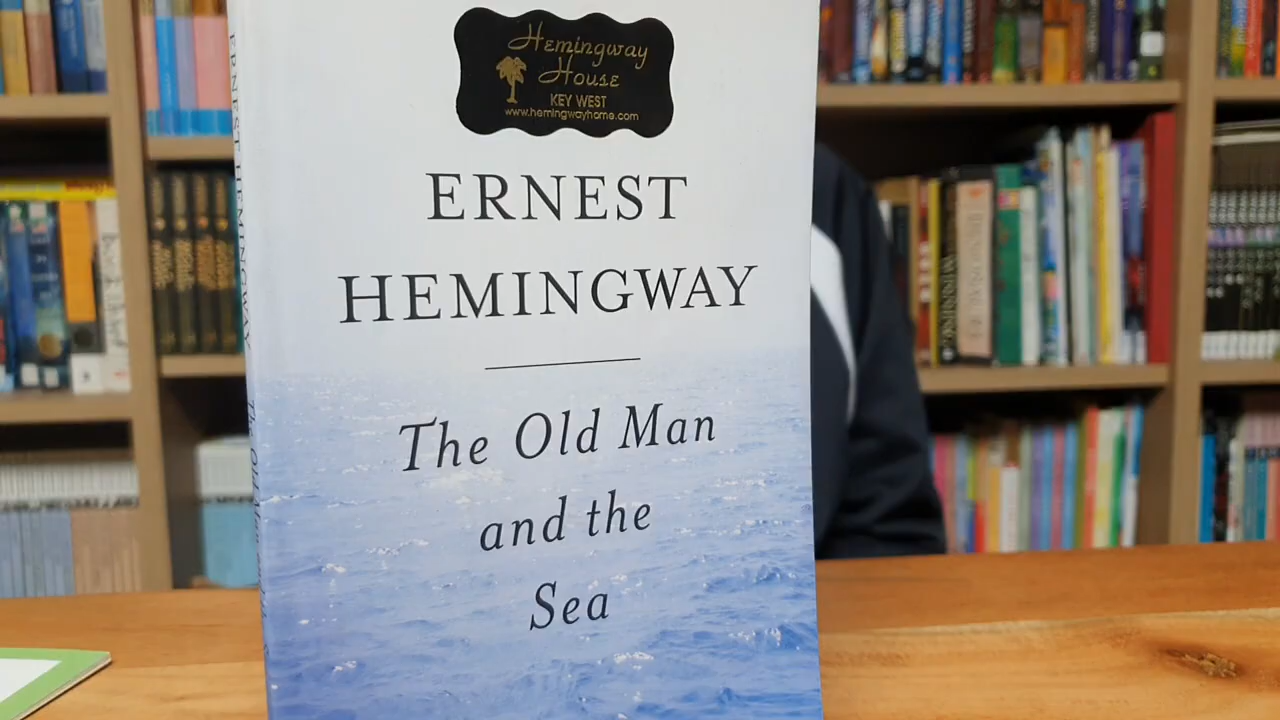 Hemingway
House
KEY WEST
www.hemingwayhome.com
ERNEST
HEMINGWAY
The Old Man
and the
Sea
ERNEST HEMINGWAY